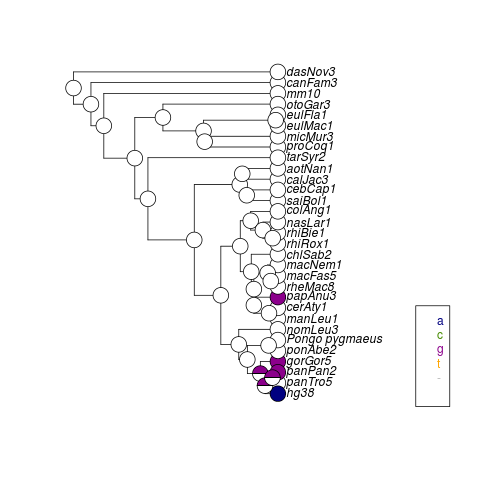 dasNov3
canFam3
mm10
otoGar3
eulFla1
eulMac1
micMur3
proCoq1
tarSyr2
aotNan1
calJac3
cebCap1
saiBol1
colAng1
nasLar1
rhiBie1
rhiRox1
chlSab2
macNem1
macFas5
rheMac8
papAnu3
cerAty1
manLeu1
nomLeu3
Pongo pygmaeus
ponAbe2
gorGor5
panPan2
panTro5
hg38
a
c
g
t
-